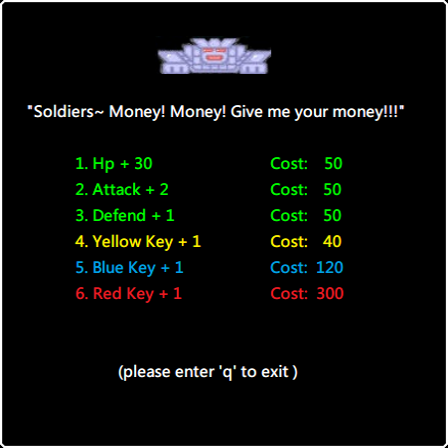 "Soldiers~ Money! Money! Give me your money!!!"
1. Hp + 30 Cost: 50
2. Attack + 2 Cost: 50
3. Defend + 1 Cost: 50
4. Yellow Key + 1 Cost: 40
5. Blue Key + 1 Cost: 120
6. Red Key + 1 Cost: 300
(please enter 'q' to exit )